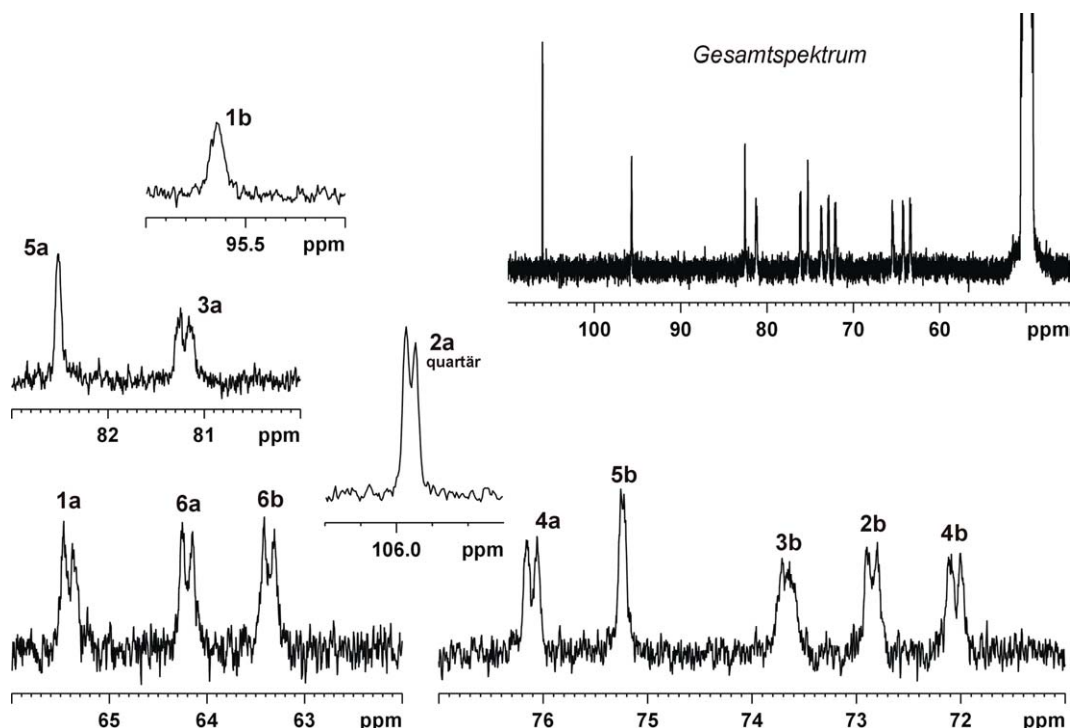 Gesamtspektrum
100 90 80 70 60 ppm
1b
95.5 ppm
5a
3a
82 81 ppm
2a
quartär
106.0 ppm
1a 6a 6b
65 64 63 ppm
4a 5b 3b 2b 4b
76 75 74 73 72 ppm